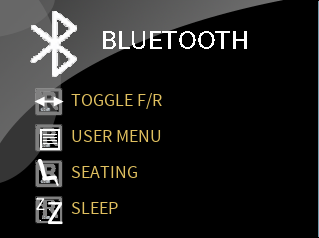 BLUETOOTH
TOGGLE F/R
USER MENU
SEATING
SLEEP